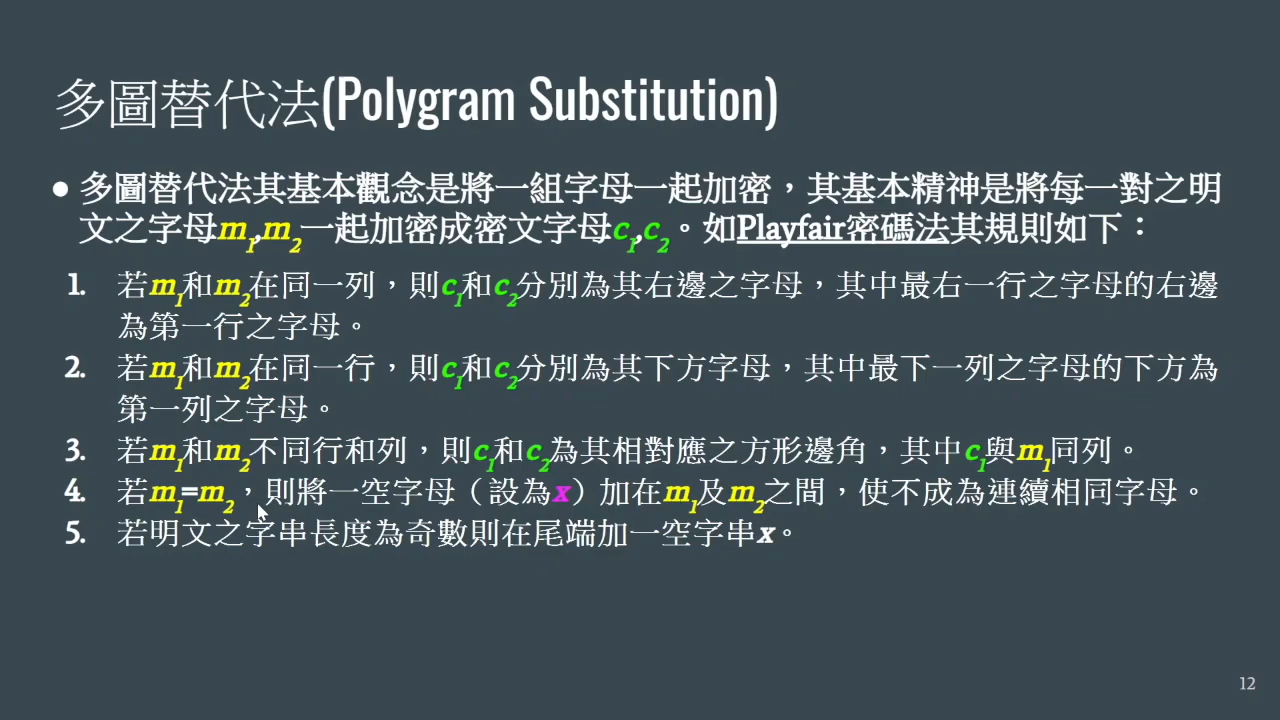 多圖替代法(Polygram Substitution)
● 多圖替代法其基本觀念是將一組字母一起加密，其基本精神是將每一對之明
文之字母m1,m2一起加密成密文字母c1,c2。如Playfair密碼法其規則如下：
1. 若m1和m2在同一列，則c1和c2分別為其右邊之字母，其中最右一行之字母的右邊
為第一行之字母。
2. 若m1和m2在同一行，則c1和c2分別為其下方字母，其中最下一列之字母的下方為
第一列之字母。
3. 若m1和m2不同行和列，則c1和c2為其相對應之方形邊角，其中c1與m1同列。
4. 若m1=m2，則將一空字母（設為x）加在m1及m2之間，使不成為連續相同字母。
5. 若明文之字串長度為奇數則在尾端加一空字串x。
12